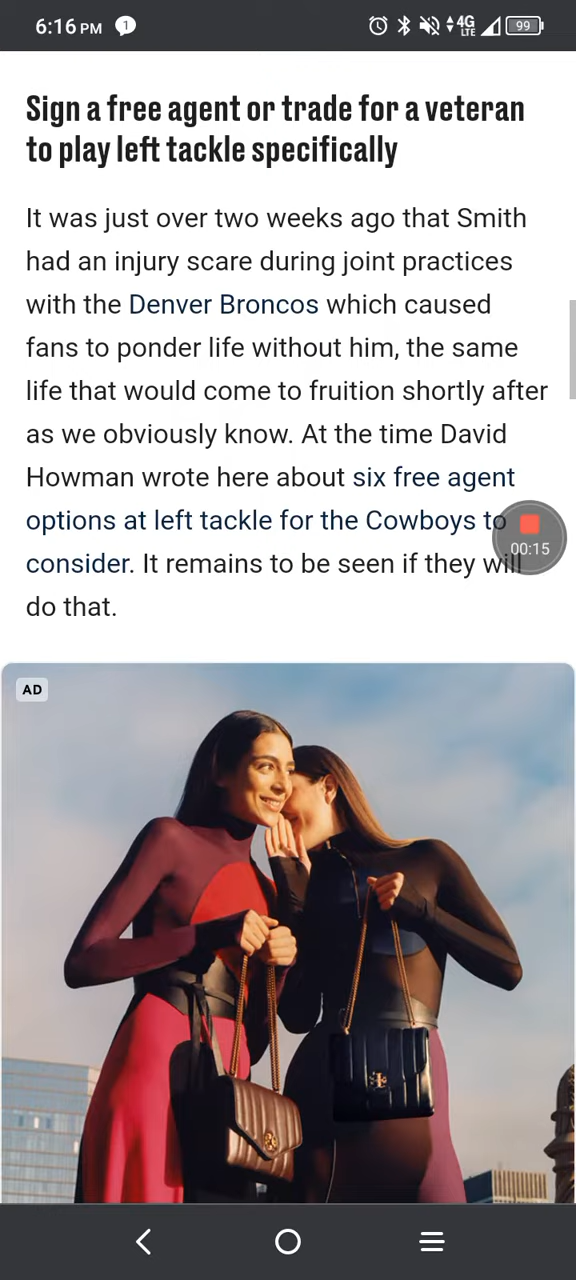 6:16 PM 1 4G LTE 99
Sign a free agent or trade for a veteran
to play left tackle specifically
It was just over two weeks ago that Smith
had an injury scare during joint practices
with the Denver Broncos which caused
fans to ponder life without him, the same
life that would come to fruition shortly after
as we obviously know. At the time David
Howman wrote here about six free agent
options at left tackle for the Cowboys to
consider. It remains to be seen if they will
00:15
do that.
AD